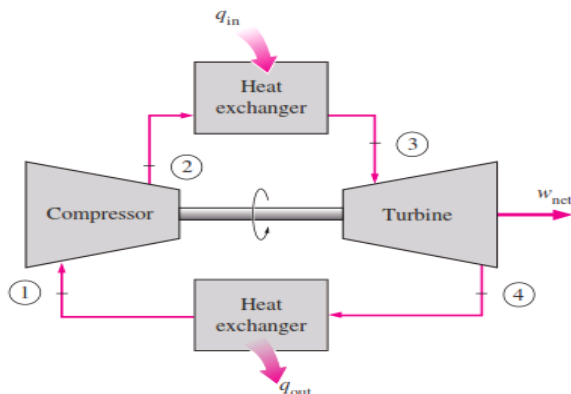 q_in
Heat
exchanger
2
3
Compressor
Turbine
w_net
1
Heat
exchanger
4
q_out